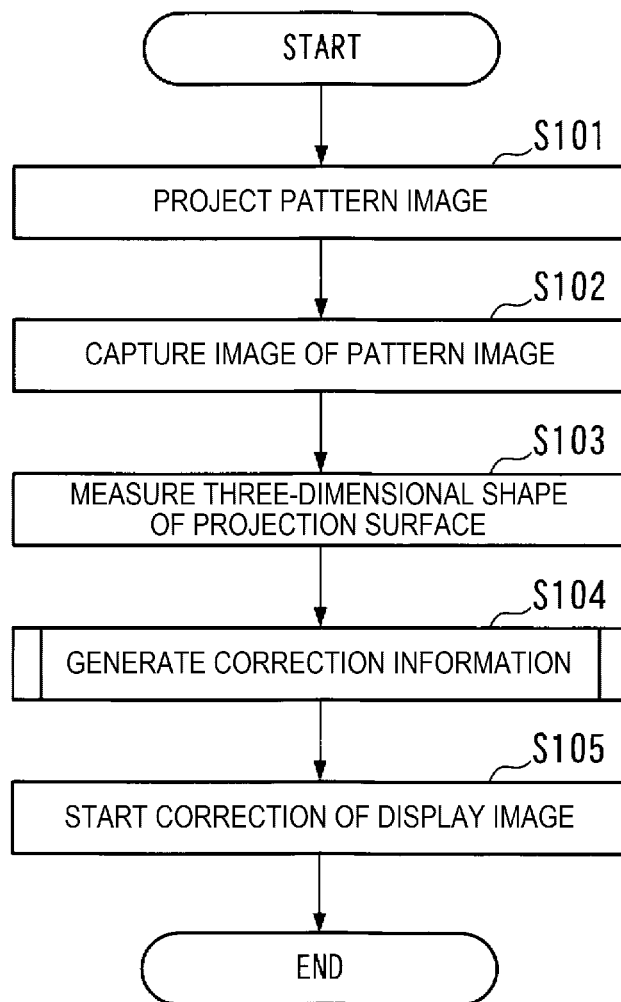 START
S101
PROJECT PATTERN IMAGE
S102
CAPTURE IMAGE OF PATTERN IMAGE
S103
MEASURE THREE-DIMENSIONAL SHAPE
OF PROJECTION SURFACE
S104
GENERATE CORRECTION INFORMATION
S105
START CORRECTION OF DISPLAY IMAGE
END